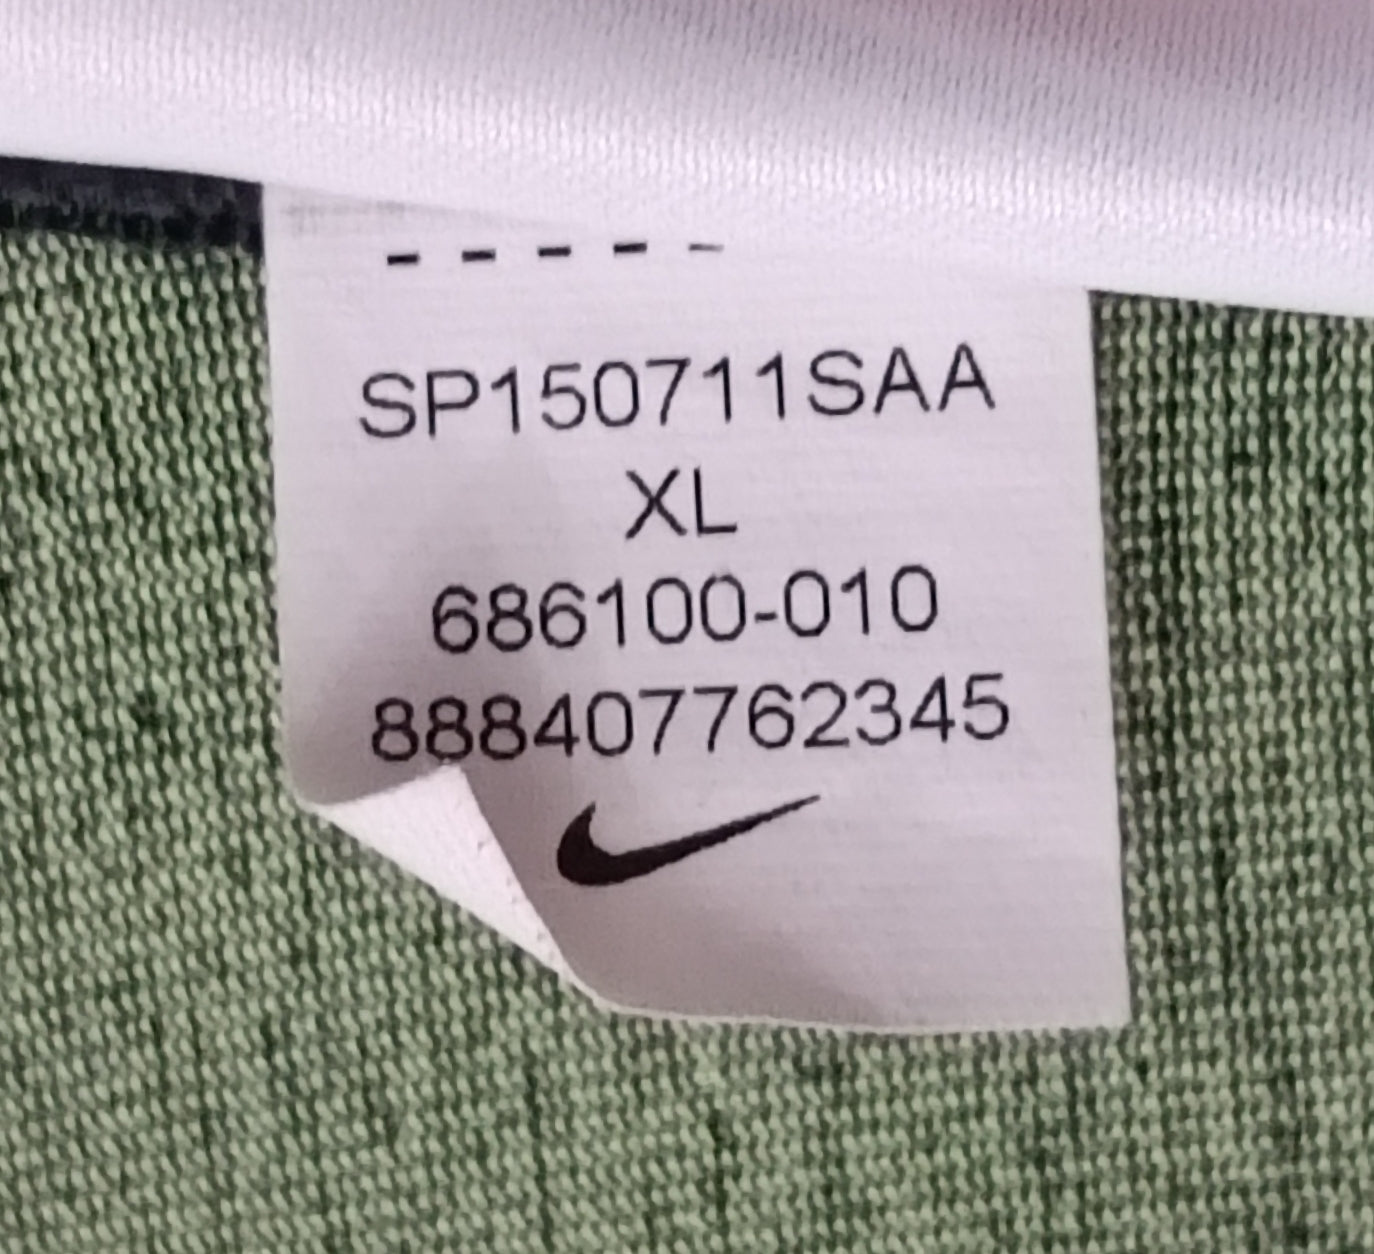 - - - - -
SP150711SAA
XL
686100-010
888407762345